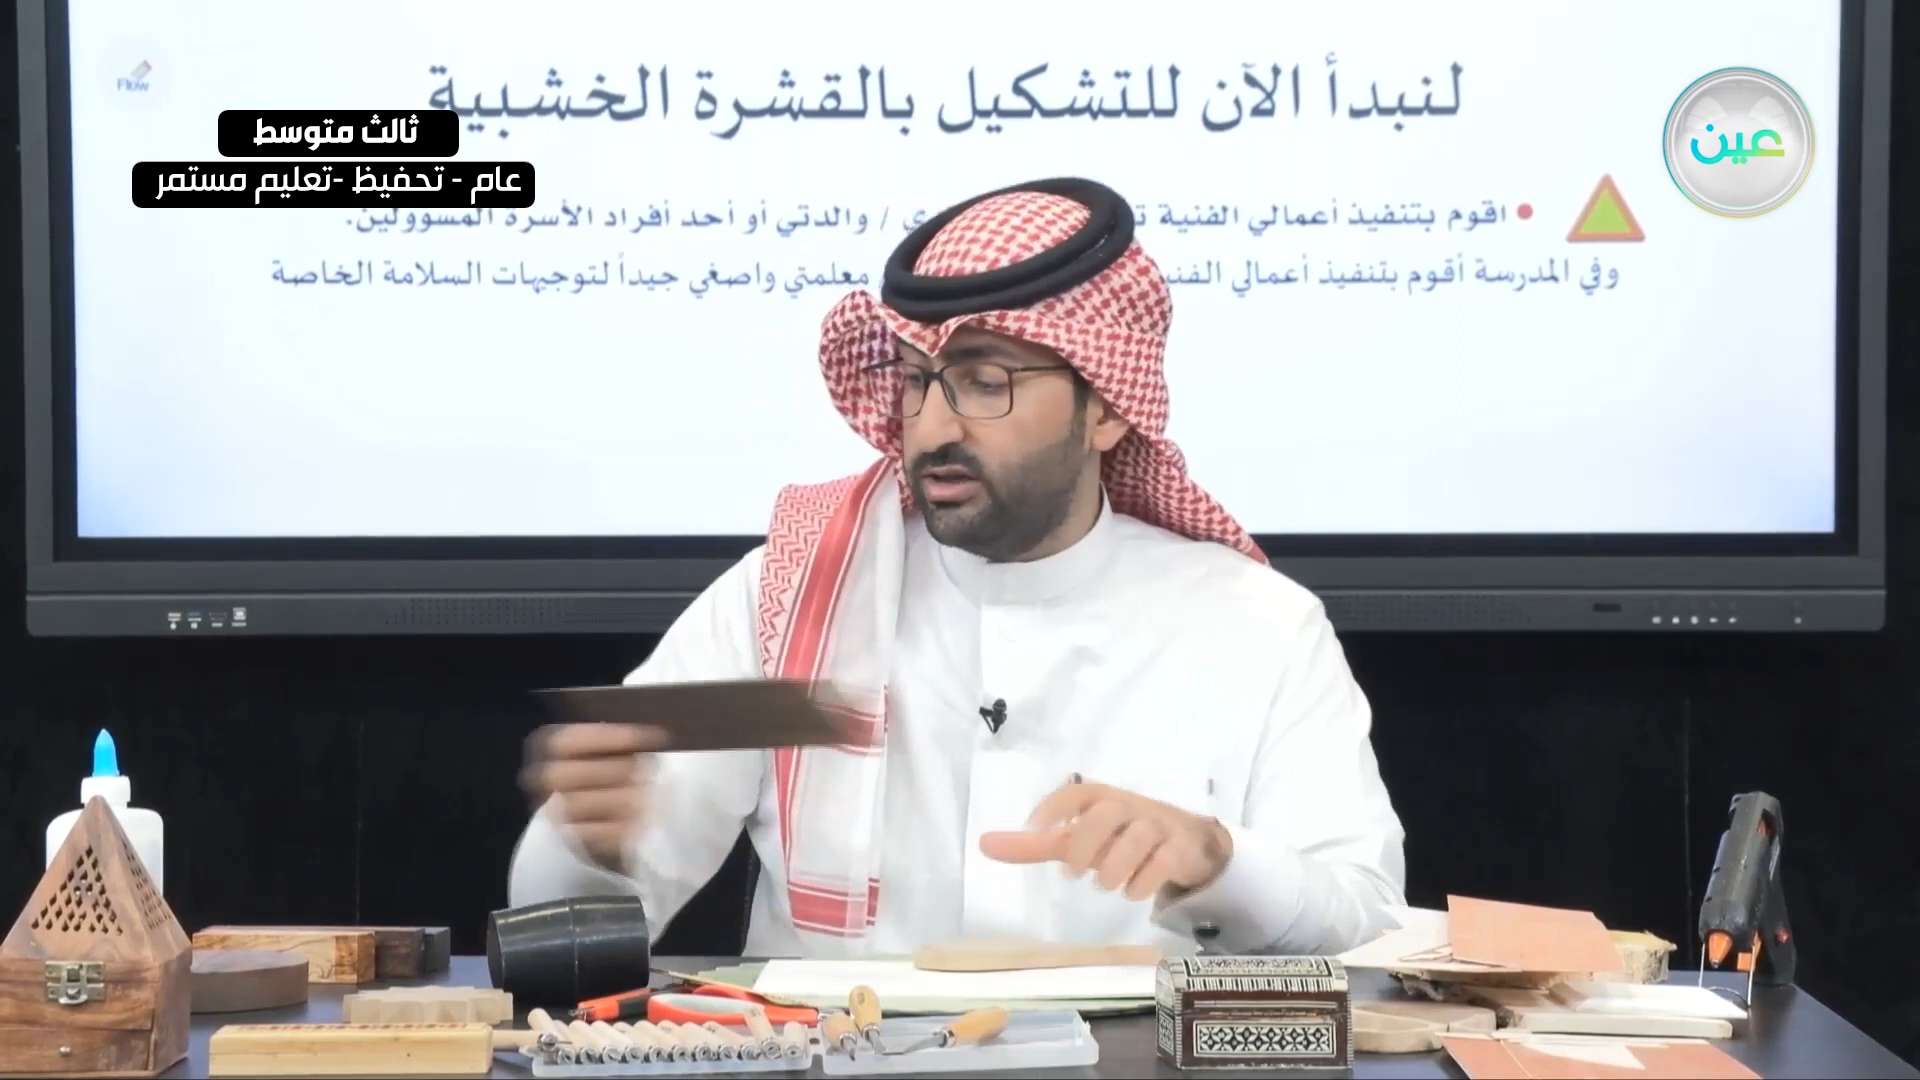 لنبدأ الآن للتشكيل بالقشرة الخشبية
Flow
ثالث متوسط
عام - تحفيظ -تعليم مستمر
عين
اقوم بتنفيذ أعمالي الفنية / والدتي أو أحد أفراد الأسرة المسوولين.
وفي المدرسة أقوم بتنفيذ أعمالي معلمتي واصغي جيداً لتوجيهات السلامة الخاصة